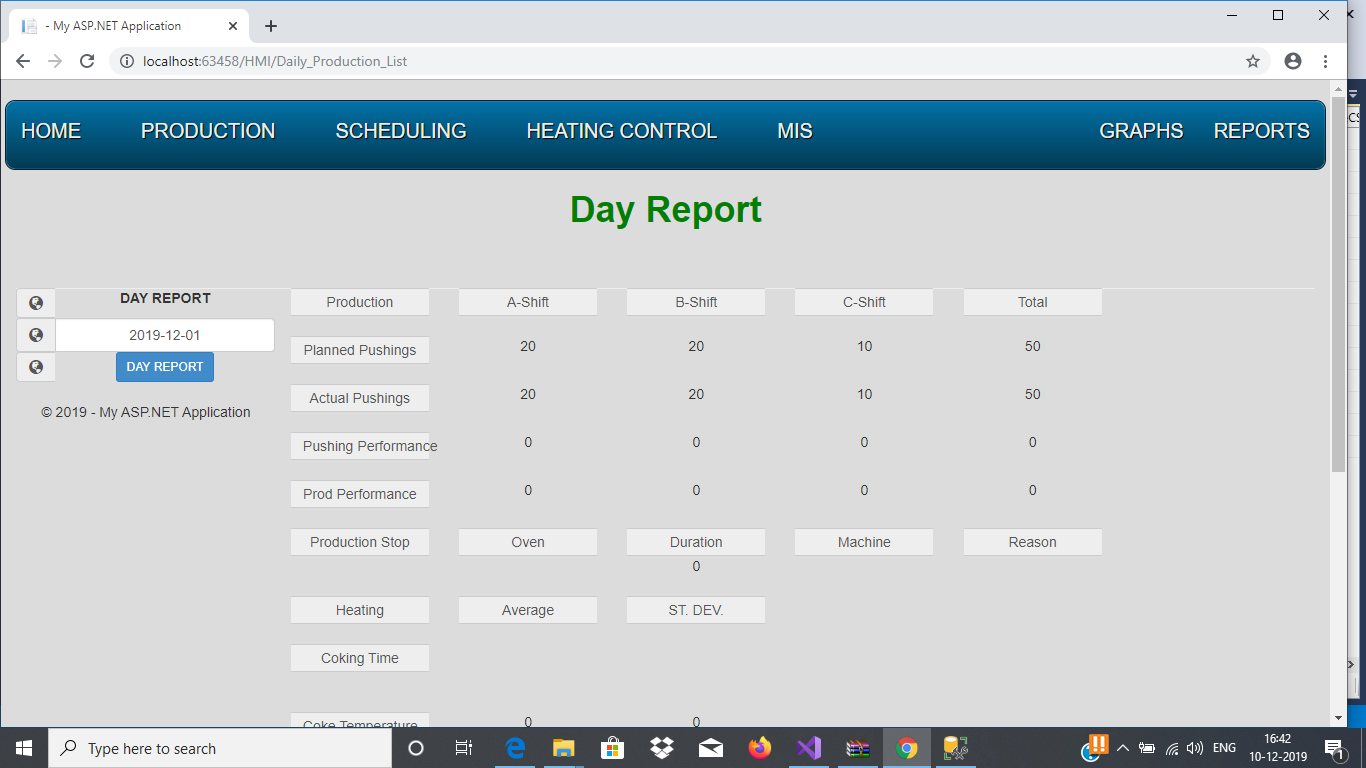 - My ASP.NET Application
localhost:63458/HMI/Daily_Production_List
HOME PRODUCTION SCHEDULING HEATING CONTROL MIS GRAPHS REPORTS
Day Report
DAY REPORT
2019-12-01
DAY REPORT
© 2019 - My ASP.NET Application
Production A-Shift B-Shift C-Shift Total
Planned Pushings 20 20 10 50
Actual Pushings 20 20 10 50
Pushing Performance 0 0 0 0
Prod Performance 0 0 0 0
Production Stop Oven Duration Machine Reason
0
Heating Average ST. DEV.
Coking Time
Coke Temperature 0 0
Type here to search
ENG
16:42
10-12-2019
1